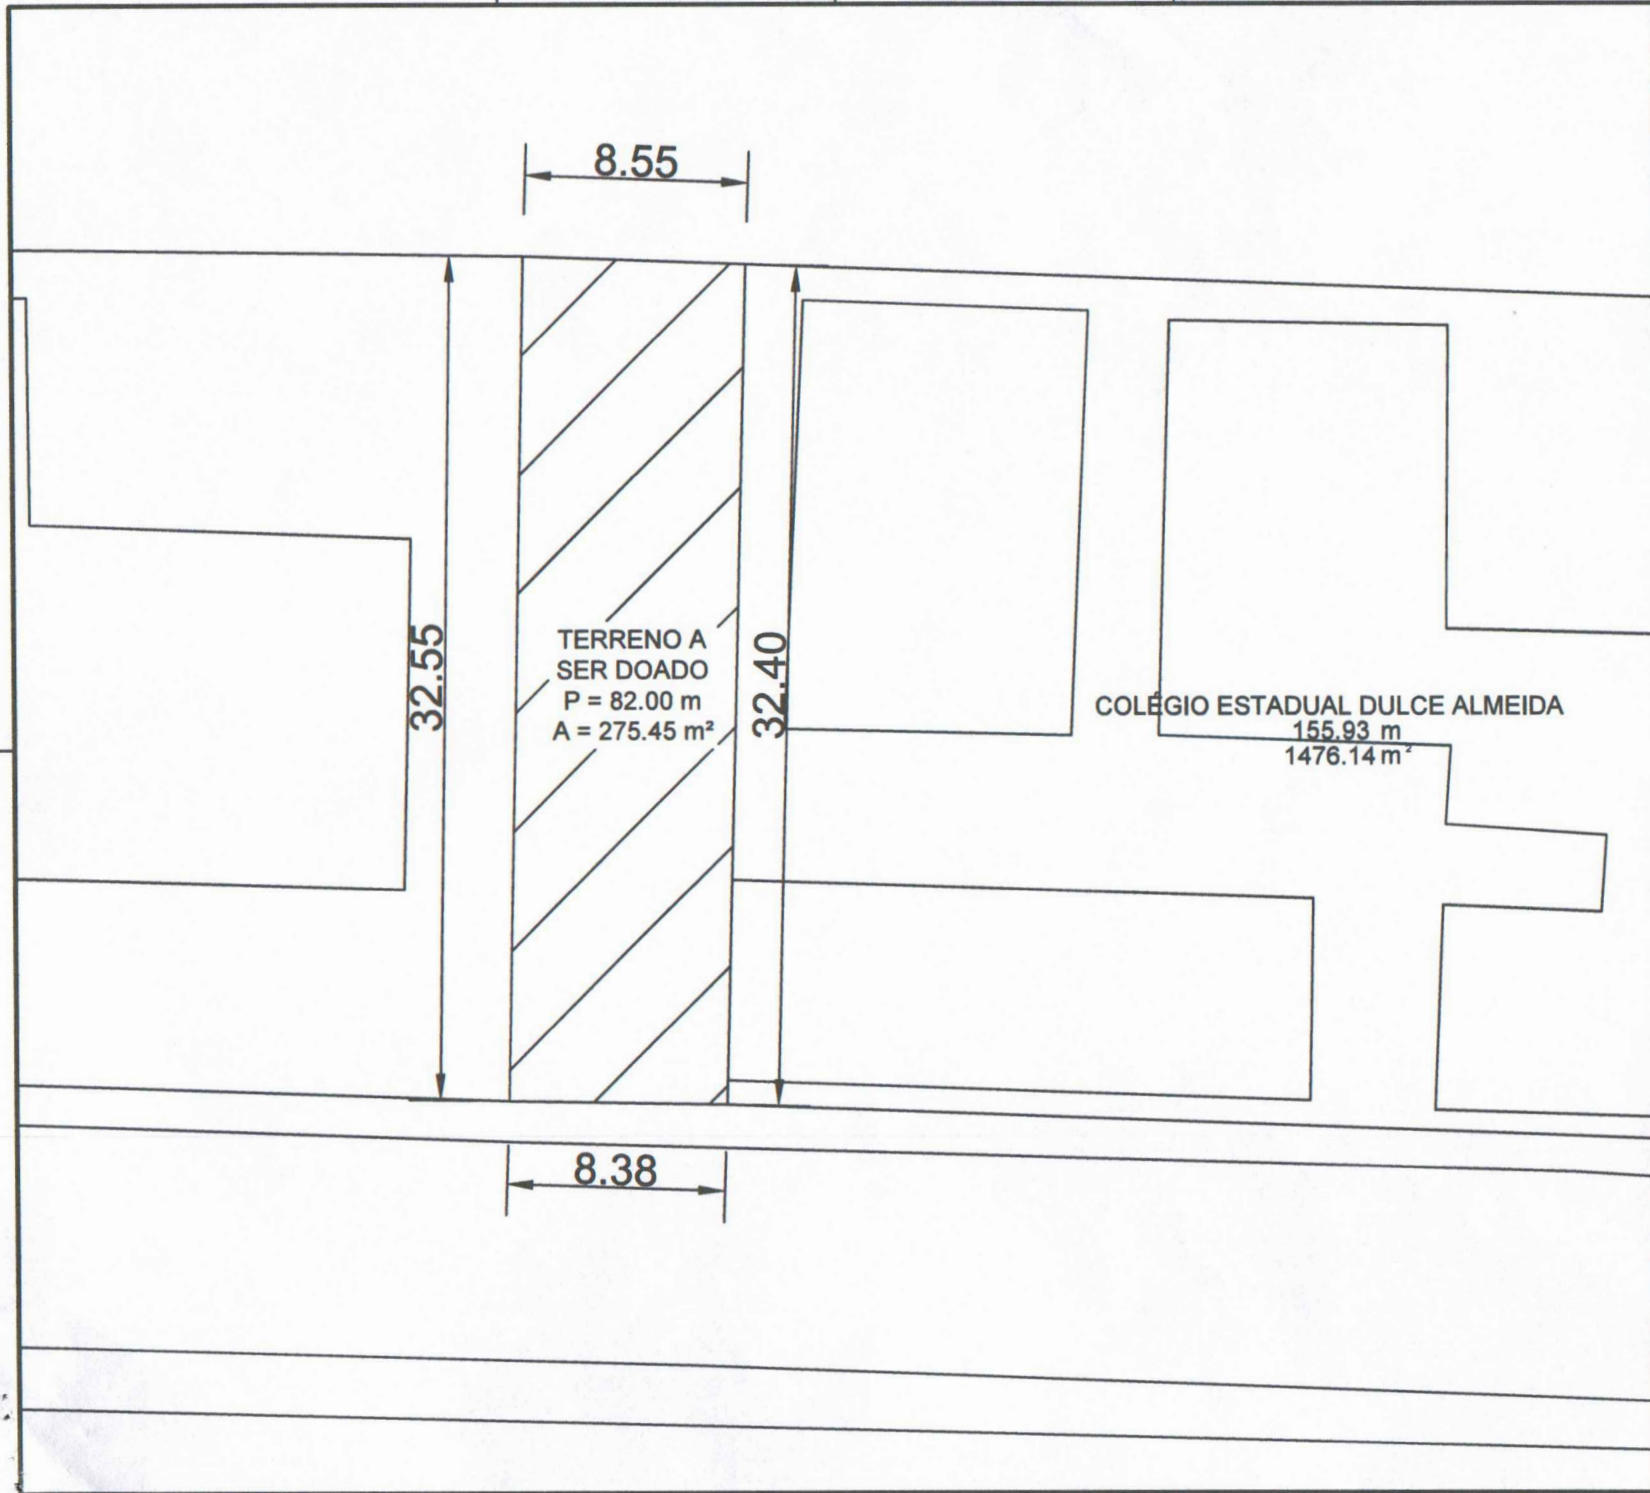 8.55
32.55
TERRENO A
SER DOADO
P = 82.00 m
A = 275.45 m²
32.40
COLÉGIO ESTADUAL DULCE ALMEIDA
155.93 m
1476.14 m²
8.38